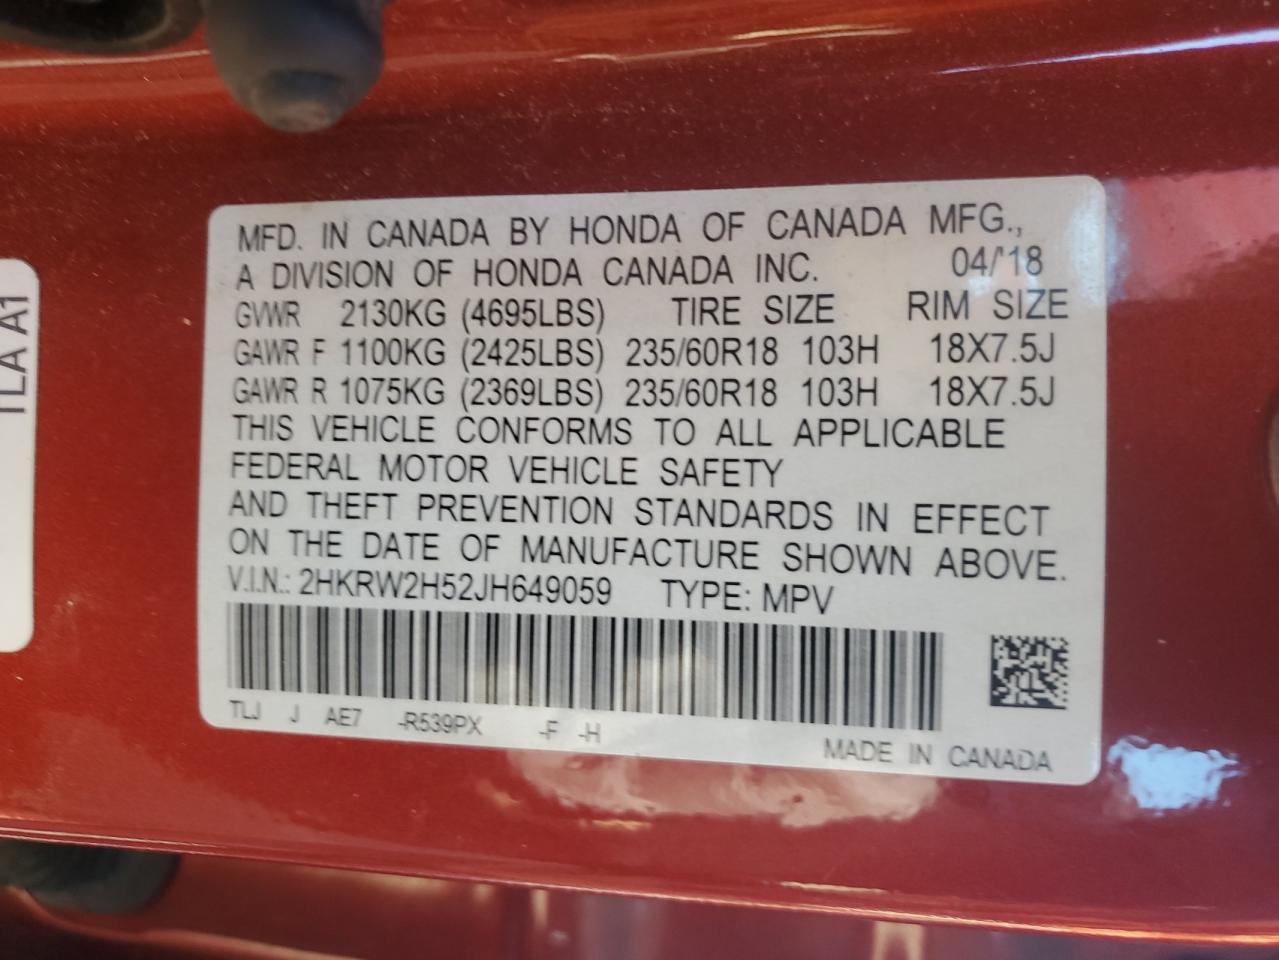 MFD. IN CANADA BY HONDA OF CANADA MFG.,
A DIVISION OF HONDA CANADA INC. 04/'18
GVWR 2130KG (4695LBS) TIRE SIZE RIM SIZE
GAWR F 1100KG (2425LBS) 235/60R18 103H 18X7.5J
GAWR R 1075KG (2369LBS) 235/60R18 103H 18X7.5J
THIS VEHICLE CONFORMS TO ALL APPLICABLE
FEDERAL MOTOR VEHICLE SAFETY
AND THEFT PREVENTION STANDARDS IN EFFECT
ON THE DATE OF MANUFACTURE SHOWN ABOVE.
V.I.N.: 2HKRW2H52JH649059 TYPE: MPV
TLJ J AE7 -R539PX -F -H
MADE IN CANADA
TLA A1